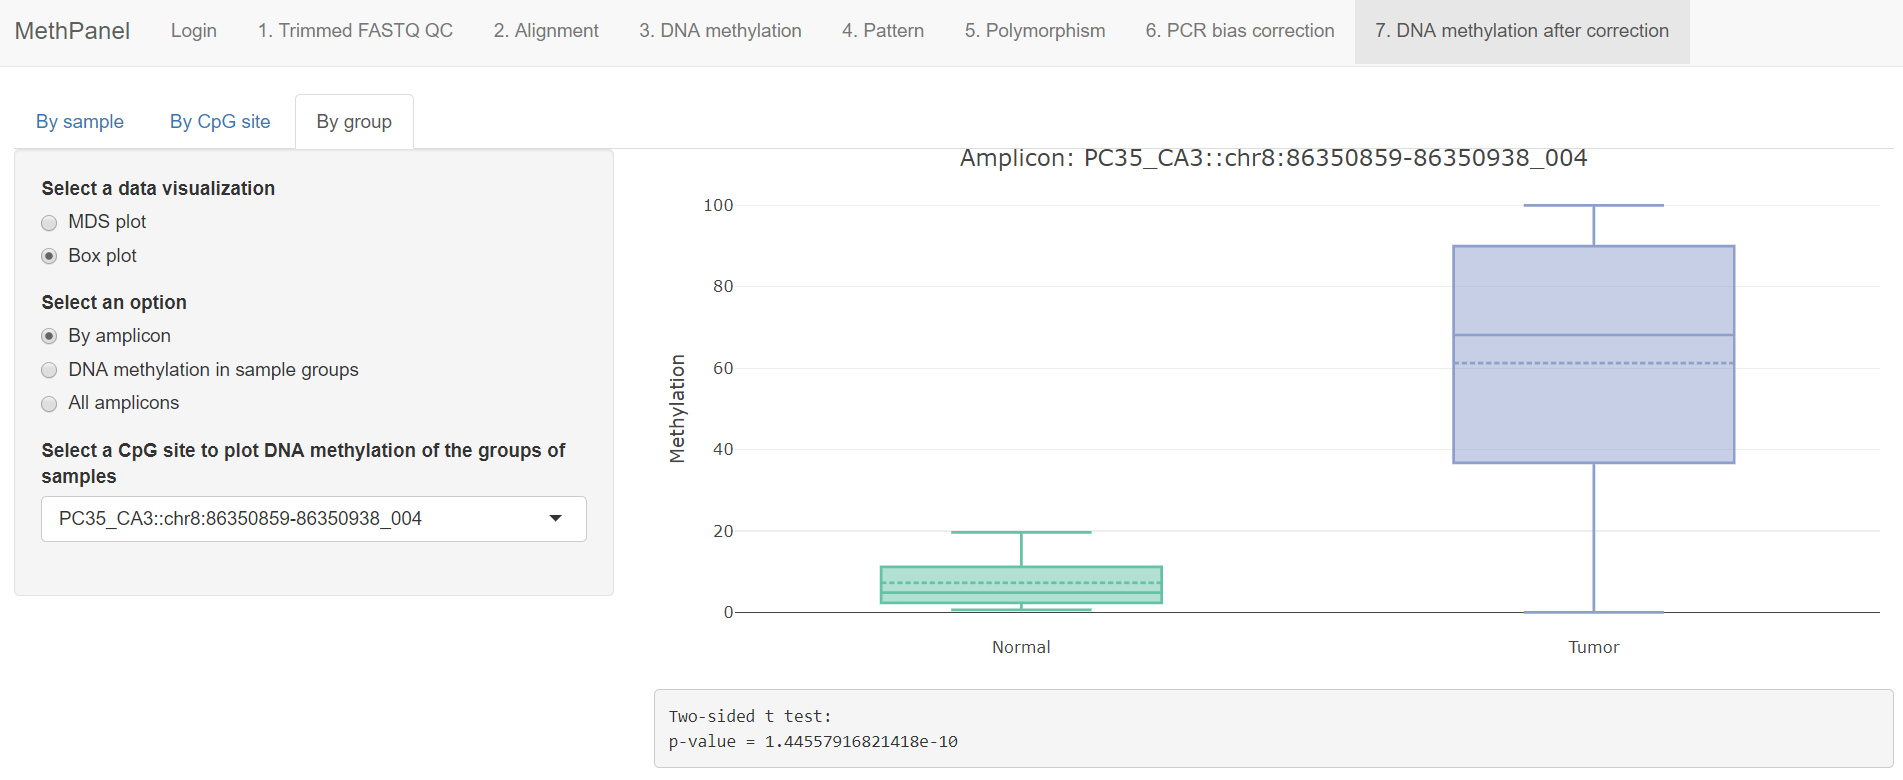 MethPanel Login 1. Trimmed FASTQ QC 2. Alignment 3. DNA methylation 4. Pattern 5. Polymorphism 6. PCR bias correction 7. DNA methylation after correction
By sample By CpG site By group
Select a data visualization
MDS plot
Box plot
Select an option
By amplicon
DNA methylation in sample groups
All amplicons
Select a CpG site to plot DNA methylation of the groups of
samples
PC35_CA3::chr8:86350859-86350938_004
Amplicon: PC35_CA3::chr8:86350859-86350938_004
Methylation
100
80
60
40
20
0
Normal Tumor
Two-sided t test:
p-value = 1.44557916821418e-10